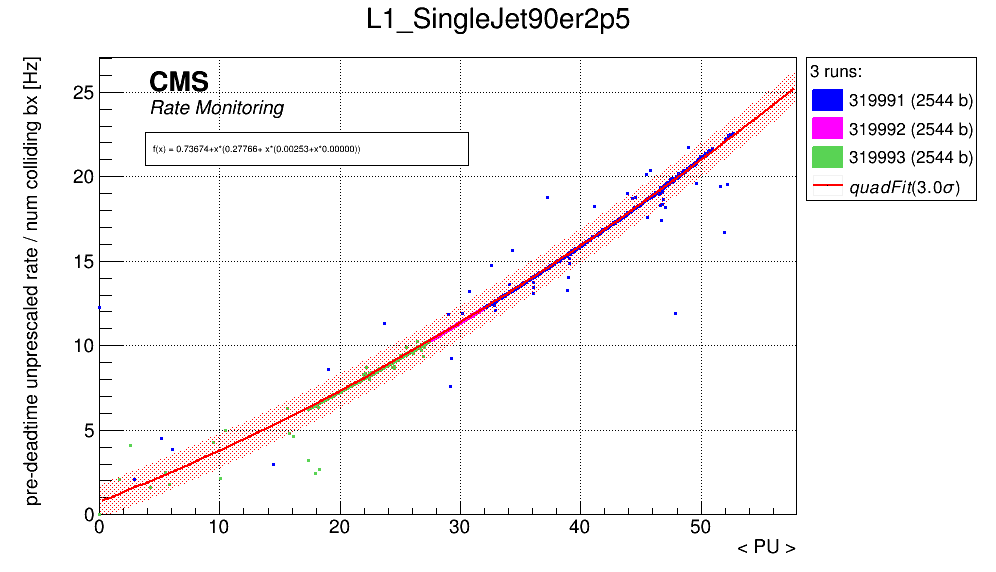 L1_SingleJet90er2p5
pre-deadtime unprescaled rate / num colliding bx [Hz]
CMS
Rate Monitoring
f(x) = 0.73674+x*(0.27766+ x*(0.00253+x*0.00000))
25
20
15
10
5
0
0 10 20 30 40 50
< PU >
3 runs:
319991 (2544 b)
319992 (2544 b)
319993 (2544 b)
quadFit(3.0σ)